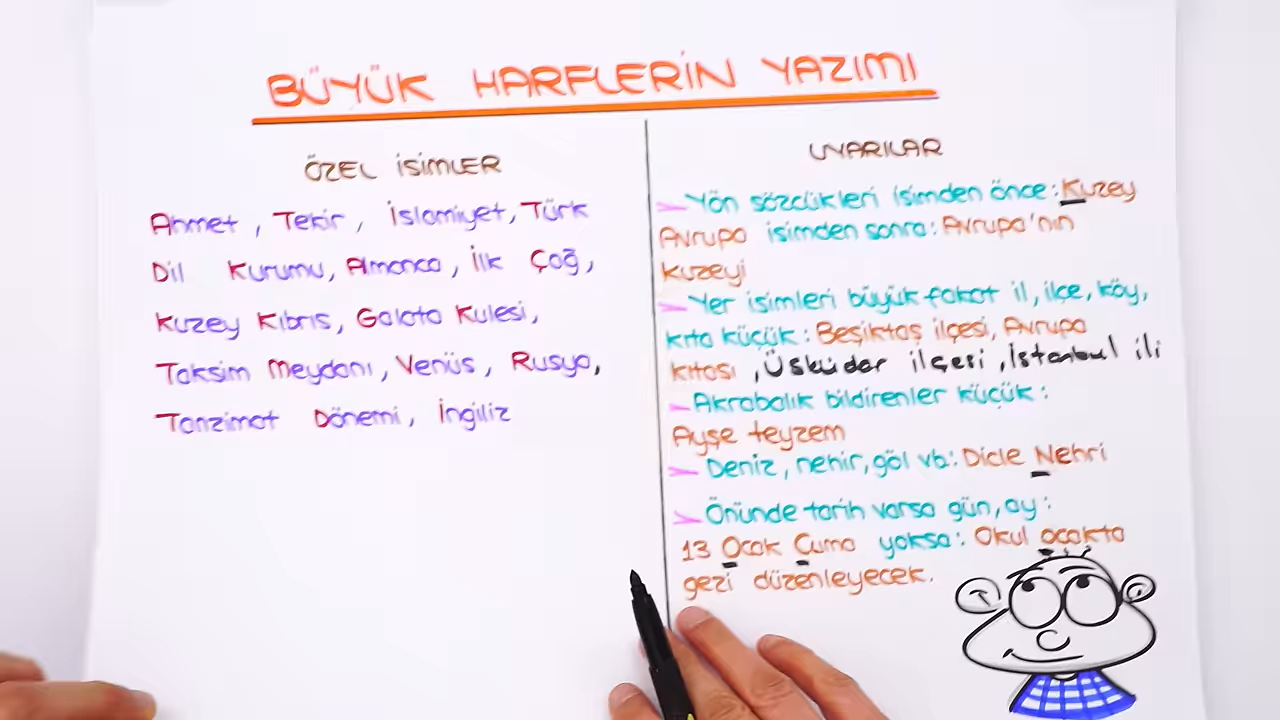 BÜYÜK HARFLERİN YAZIMI
ÖZEL İSİMLER
Ahmet, Tekir, İslamiyet, Türk
Dil Kurumu, Almanca, İlk Çağ,
Kuzey Kıbrıs, Galata Kulesi,
Taksim Meydanı, Venüs, Rusya,
Tanzimat Dönemi, İngiliz
UYARILAR
Yön sözcükleri isimden önce: Kuzey
Avrupa isimden sonra: Avrupa'nın
kuzeyi
Yer isimleri büyük fakat il, ilçe, köy,
kıta küçük: Beşiktaş ilçesi, Avrupa
kıtası, Üsküdar ilçesi, İstanbul ili
Akrabalık bildirenler küçük:
Ayşe teyzem
Deniz, nehir, göl vb: Dicle Nehri
Önünde tarih varsa gün, ay:
13 Ocak Cuma yoksa: Okul ocakta
gezi düzenleyecek.